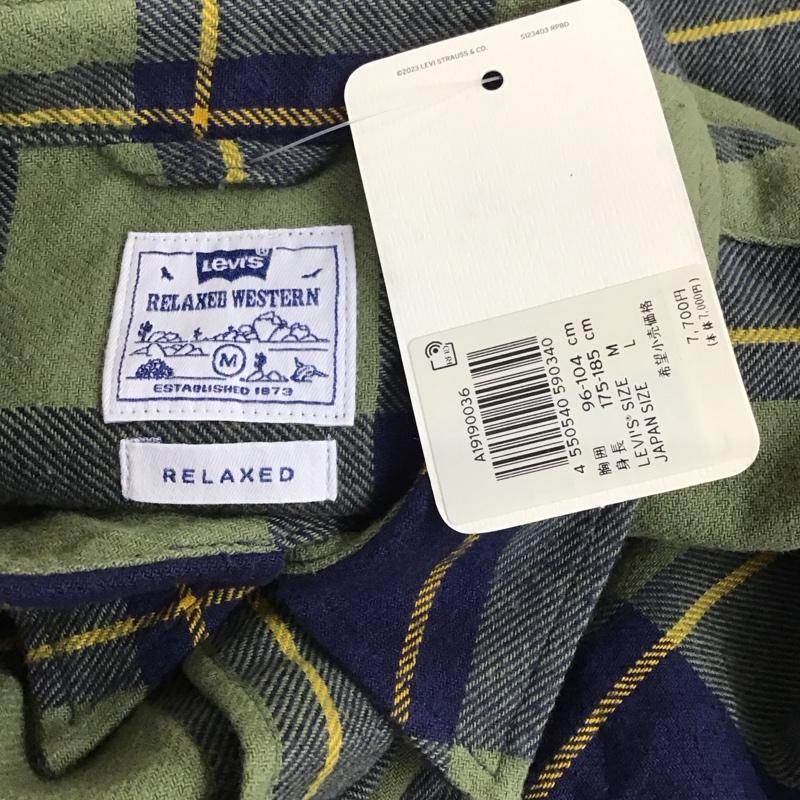 ©2023 LEVI STRAUSS & CO.
S123403 RPBD
Levi's
RELAXED WESTERN
M
ESTABLISHED 1873
RELAXED
A19190036
4 550540 590340
胸囲 96-104 cm
身長 175-185 cm
LEVI'S® SIZE M
JAPAN SIZE L
希望小売価格
7,700円
(本体 7,000円)